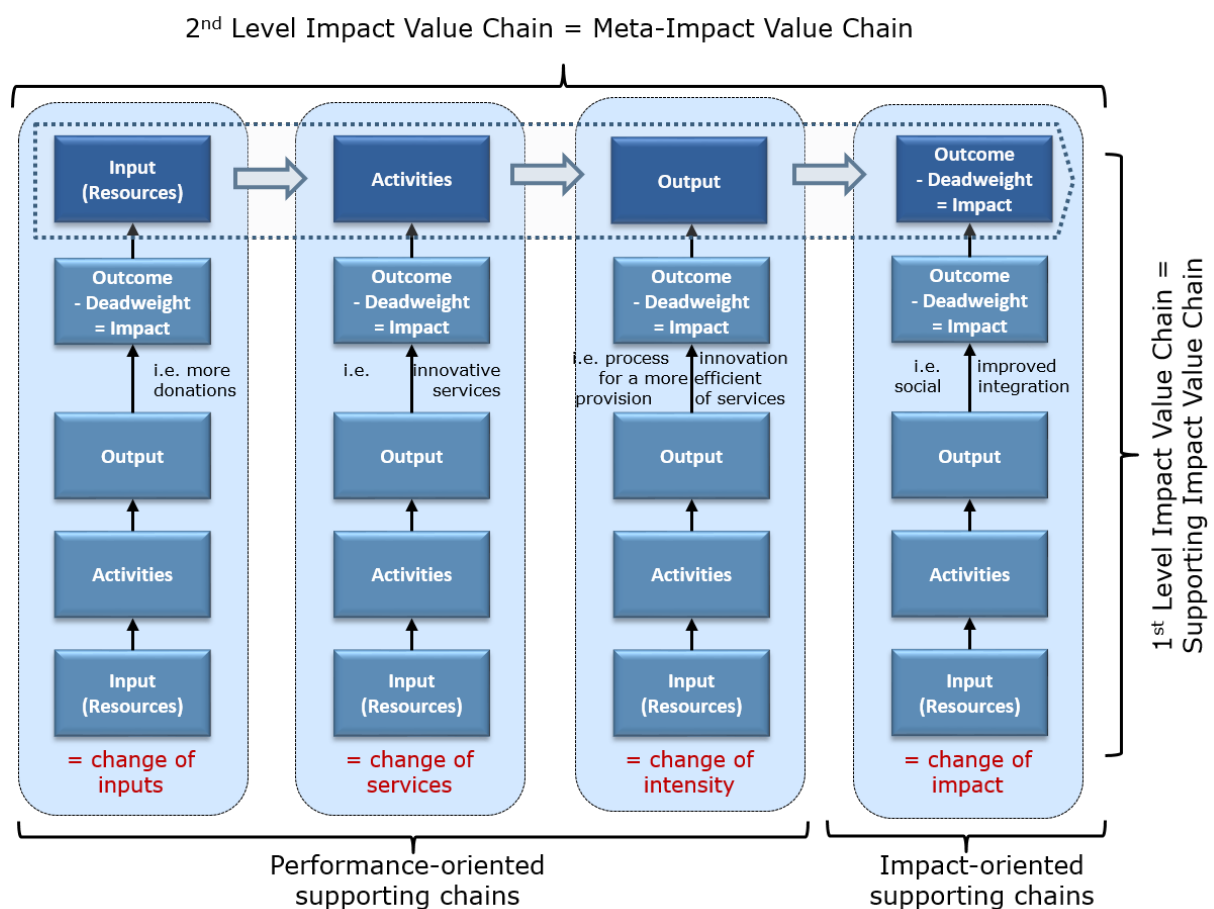 2nd Level Impact Value Chain = Meta-Impact Value Chain
Input
(Resources)
Activities
Output
Outcome
- Deadweight
= Impact
Outcome
- Deadweight
= Impact
Outcome
- Deadweight
= Impact
Outcome
- Deadweight
= Impact
Outcome
- Deadweight
= Impact
i.e. more
donations
i.e. innovative
services
i.e. process innovation
for a more efficient
provision of services
i.e. improved
social integration
Output
Output
Output
Output
Activities
Activities
Activities
Activities
Input
(Resources)
Input
(Resources)
Input
(Resources)
Input
(Resources)
= change of
inputs
= change of
services
= change of
intensity
= change of
impact
Performance-oriented
supporting chains
Impact-oriented
supporting chains
1st Level Impact Value Chain =
Supporting Impact Value Chain